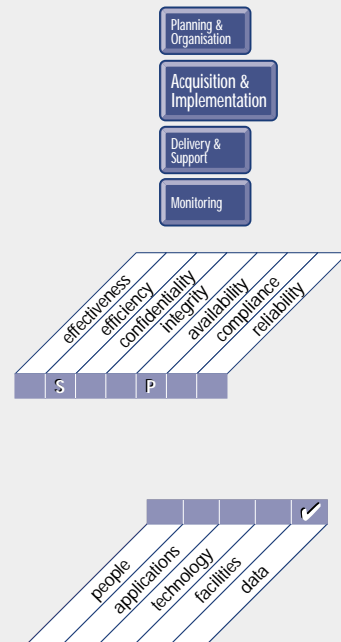 Planning &
Organisation
Acquisition &
Implementation
Delivery &
Support
Monitoring
effectiveness
efficiency
confidentiality
integrity
availability
compliance
reliability
S P
✓
people
applications
technology
facilities
data